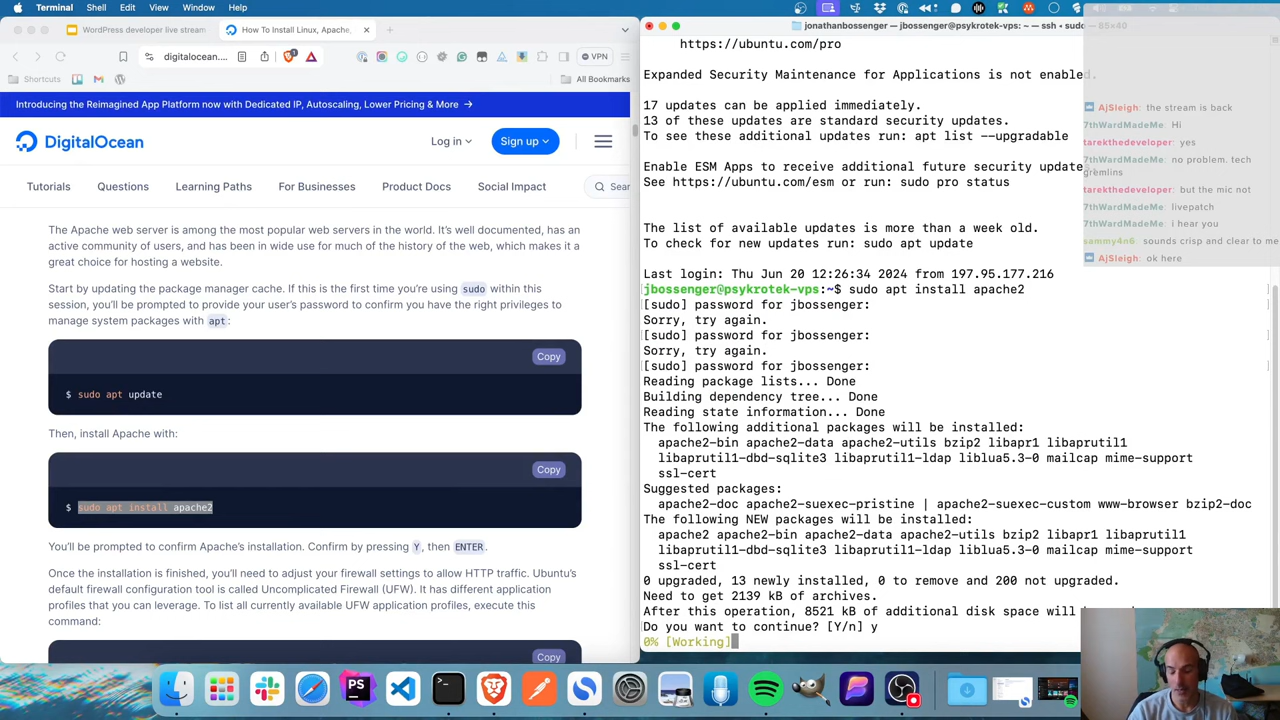 Terminal
Shell
Edit
View
Window
Help
WordPress developer live stream
How To Install Linux, Apache,
digitalocean.
VPN
Shortcuts
All Bookmarks
Introducing the Reimagined App Platform now with Dedicated IP, Autoscaling, Lower Pricing & More →
DigitalOcean
Log in
Sign up
Tutorials
Questions
Learning Paths
For Businesses
Product Docs
Social Impact
Sear
The Apache web server is among the most popular web servers in the world. It’s well documented, has an
active community of users, and has been in wide use for much of the history of the web, which makes it a
great choice for hosting a website.
Start by updating the package manager cache. If this is the first time you’re using sudo within this
session, you’ll be prompted to provide your user’s password to confirm you have the right privileges to
manage system packages with apt:
Copy
$ sudo apt update
Then, install Apache with:
Copy
$ sudo apt install apache2
You’ll be prompted to confirm Apache’s installation. Confirm by pressing Y, then ENTER.
Once the installation is finished, you’ll need to adjust your firewall settings to allow HTTP traffic. Ubuntu’s
default firewall configuration tool is called Uncomplicated Firewall (UFW). It has different application
profiles that you can leverage. To list all currently available UFW application profiles, execute this
command:
Copy
jonathanbossenger — jbossenger@psykrotek-vps: ~ — ssh ‹ sudo — 85×40
https://ubuntu.com/pro
Expanded Security Maintenance for Applications is not enabled.
17 updates can be applied immediately.
13 of these updates are standard security updates.
To see these additional updates run: apt list --upgradable
Enable ESM Apps to receive additional future security update
See https://ubuntu.com/esm or run: sudo pro status
The list of available updates is more than a week old.
To check for new updates run: sudo apt update
Last login: Thu Jun 20 12:26:34 2024 from 197.95.177.216
jbossenger@psykrotek-vps:~$ sudo apt install apache2
[sudo] password for jbossenger:
Sorry, try again.
[sudo] password for jbossenger:
Sorry, try again.
[sudo] password for jbossenger:
Reading package lists... Done
Building dependency tree... Done
Reading state information... Done
The following additional packages will be installed:
apache2-bin apache2-data apache2-utils bzip2 libapr1 libaprutil1
libaprutil1-dbd-sqlite3 libaprutil1-ldap liblua5.3-0 mailcap mime-support
ssl-cert
Suggested packages:
apache2-doc apache2-suexec-pristine | apache2-suexec-custom www-browser bzip2-doc
The following NEW packages will be installed:
apache2 apache2-bin apache2-data apache2-utils bzip2 libapr1 libaprutil1
libaprutil1-dbd-sqlite3 libaprutil1-ldap liblua5.3-0 mailcap mime-support
ssl-cert
0 upgraded, 13 newly installed, 0 to remove and 200 not upgraded.
Need to get 2139 kB of archives.
After this operation, 8521 kB of additional disk space will
Do you want to continue? [Y/n] y
0% [Working]
AjSleigh: the stream is back
7thWardMadeMe: Hi
tarekthedeveloper: yes
7thWardMadeMe: no problem. tech
gremlins
tarekthedeveloper: but the mic not
7thWardMadeMe: livepatch
7thWardMadeMe: i hear you
sammy4n6: sounds crisp and clear to me
AjSleigh: ok here
PS